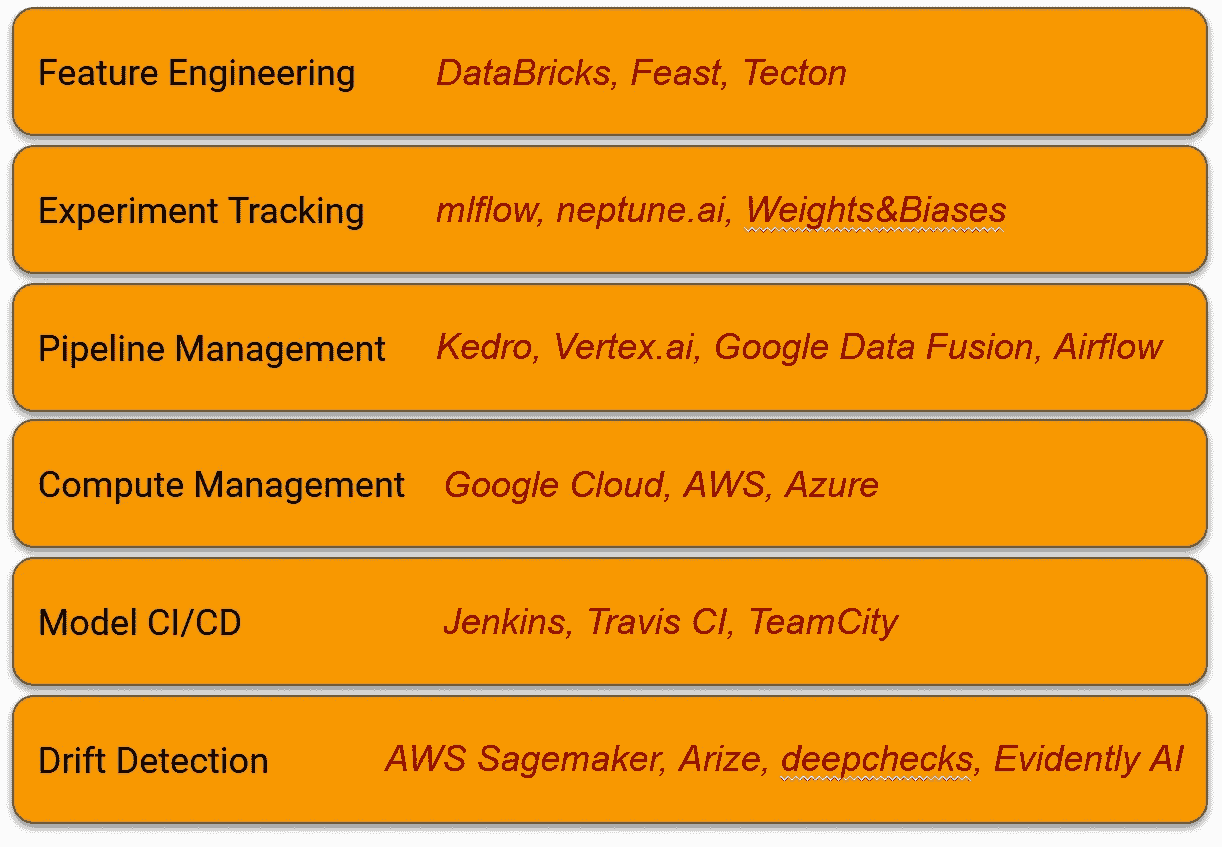 Feature Engineering DataBricks, Feast, Tecton
Experiment Tracking mlflow, neptune.ai, Weights&Biases
Pipeline Management Kedro, Vertex.ai, Google Data Fusion, Airflow
Compute Management Google Cloud, AWS, Azure
Model CI/CD Jenkins, Travis CI, TeamCity
Drift Detection AWS Sagemaker, Arize, deepchecks, Evidently AI